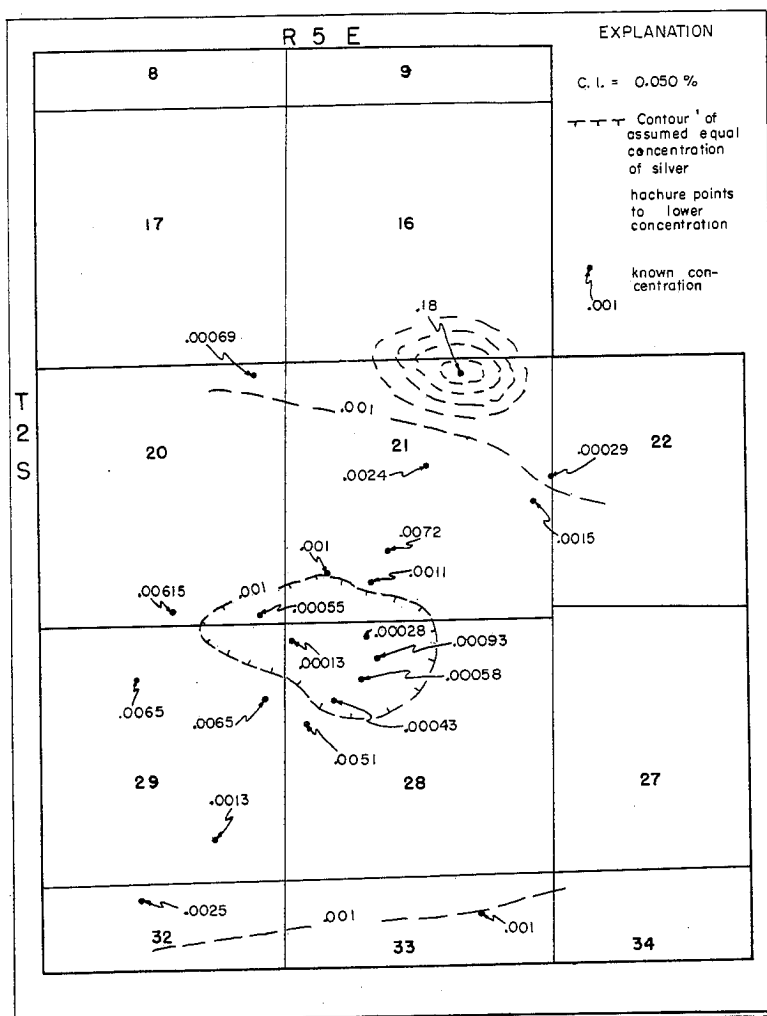 R 5 E
EXPLANATION
8
9
C. I. = 0.050 %
Contour of
assumed equal
concentration
of silver
hachure points
to lower
concentration
17
16
known con-
centration
.001
.18
.00069
T
2
S
.001
20
21
22
.00029
.0024
.0015
.0072
.001
.0011
.001
.00615
.00055
.00028
.00093
.00013
.00058
.0065
.0065
.00043
.0051
29
28
27
.0013
.0025
.001
.001
32
33
34